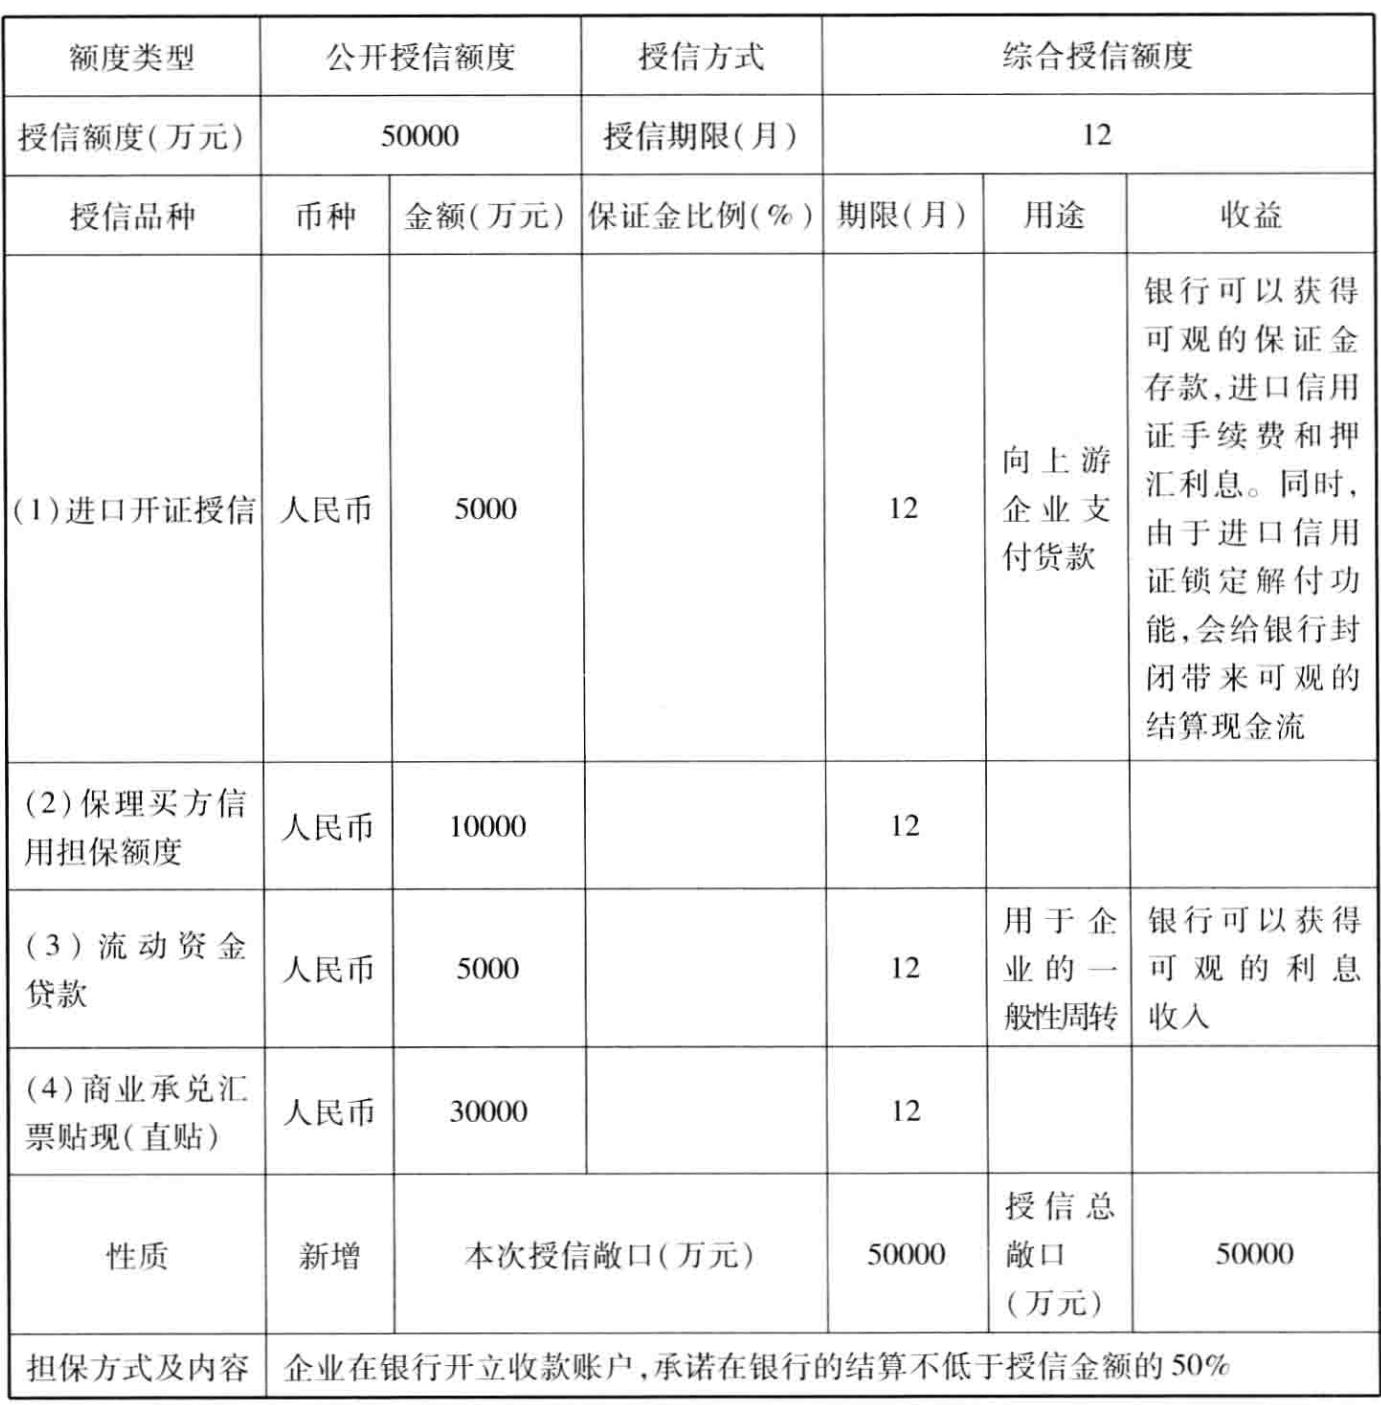 额度类型 公开授信额度 授信方式 综合授信额度
授信额度(万元) 50000 授信期限(月) 12
授信品种 币种 金额(万元) 保证金比例(%) 期限(月) 用途 收益
(1)进口开证授信 人民币 5000 12
向上游
企业支
付货款
银行可以获得
可观的保证金
存款,进口信用
证手续费和押
汇利息。同时,
由于进口信用
证锁定解付功
能,会给银行封
闭带来可观的
结算现金流
(2)保理买方信
用担保额度
人民币 10000 12
(3)流动资金
贷款
人民币 5000 12
用于企
业的一
般性周转
银行可以获得
可观的利息
收入
(4)商业承兑汇
票贴现(直贴)
人民币 30000 12
性质 新增 本次授信敞口(万元) 50000
授信总
敞口
(万元)
50000
担保方式及内容 企业在银行开立收款账户,承诺在银行的结算不低于授信金额的50%